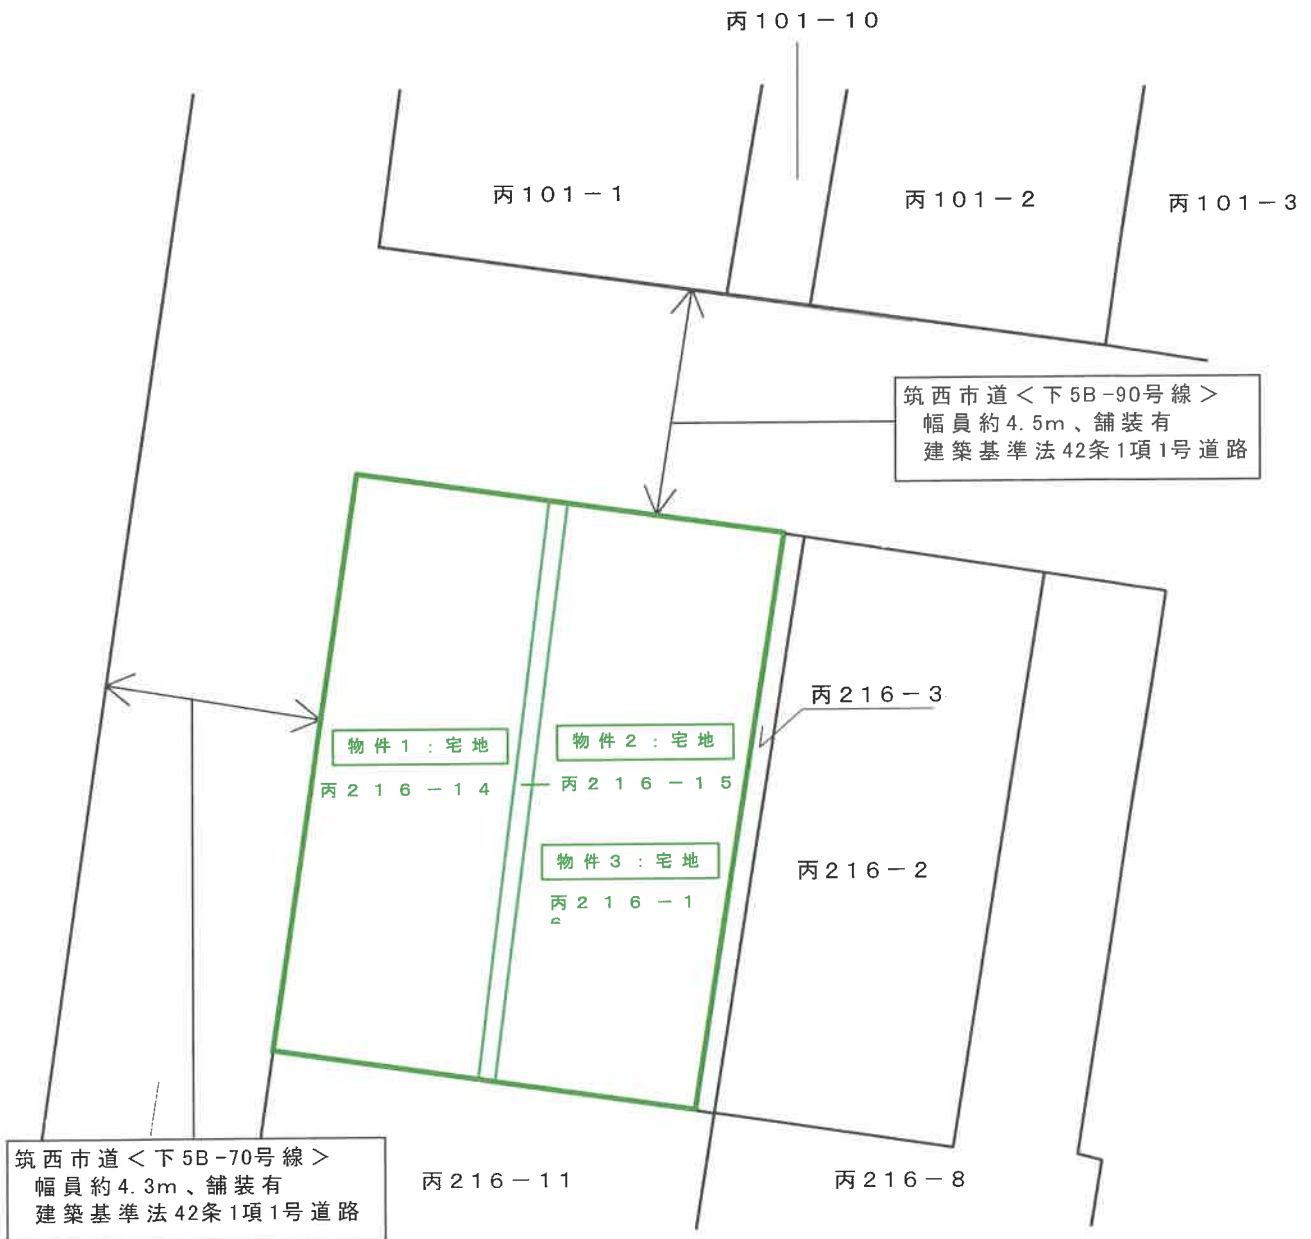 丙101-10
丙101-1
丙101-2
丙101-3
筑西市道<下5B-90号線>
幅員約4.5m、舗装有
建築基準法42条1項1号道路
丙216-3
物件1:宅地
物件2:宅地
丙216-14
丙216-15
物件3:宅地
丙216-2
丙216-1
筑西市道<下5B-70号線>
幅員約4.3m、舗装有
建築基準法42条1項1号道路
丙216-11
丙216-8